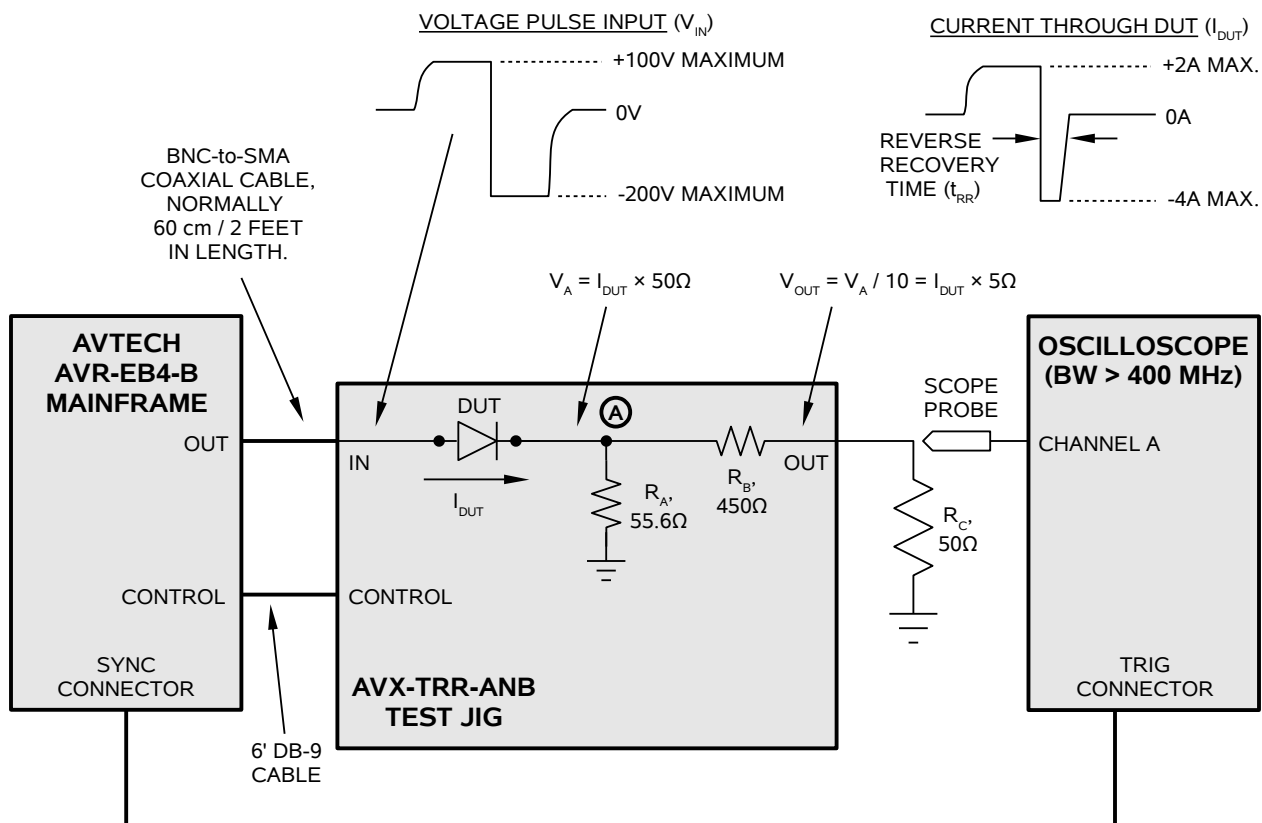 VOLTAGE PULSE INPUT (V_IN)
+100V MAXIMUM
0V
-200V MAXIMUM
CURRENT THROUGH DUT (I_DUT)
+2A MAX.
0A
REVERSE
RECOVERY
TIME (t_RR)
-4A MAX.
BNC-to-SMA
COAXIAL CABLE,
NORMALLY
60 cm / 2 FEET
IN LENGTH.
V_A = I_DUT × 50Ω
V_OUT = V_A / 10 = I_DUT × 5Ω
AVTECH
AVR-EB4-B
MAINFRAME
OUT
CONTROL
SYNC
CONNECTOR
6' DB-9
CABLE
IN
DUT
I_DUT
A
R_A,
55.6Ω
R_B,
450Ω
OUT
CONTROL
AVX-TRR-ANB
TEST JIG
SCOPE
PROBE
R_C,
50Ω
OSCILLOSCOPE
(BW > 400 MHz)
CHANNEL A
TRIG
CONNECTOR